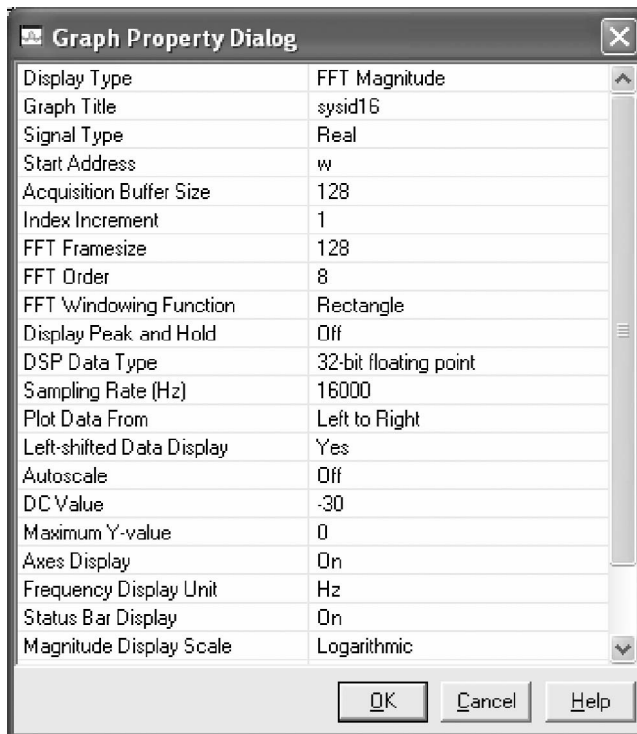 Graph Property Dialog
Display Type FFT Magnitude
Graph Title sysid16
Signal Type Real
Start Address w
Acquisition Buffer Size 128
Index Increment 1
FFT Framesize 128
FFT Order 8
FFT Windowing Function Rectangle
Display Peak and Hold Off
DSP Data Type 32-bit floating point
Sampling Rate (Hz) 16000
Plot Data From Left to Right
Left-shifted Data Display Yes
Autoscale Off
DC Value -30
Maximum Y-value 0
Axes Display On
Frequency Display Unit Hz
Status Bar Display On
Magnitude Display Scale Logarithmic
OK Cancel Help